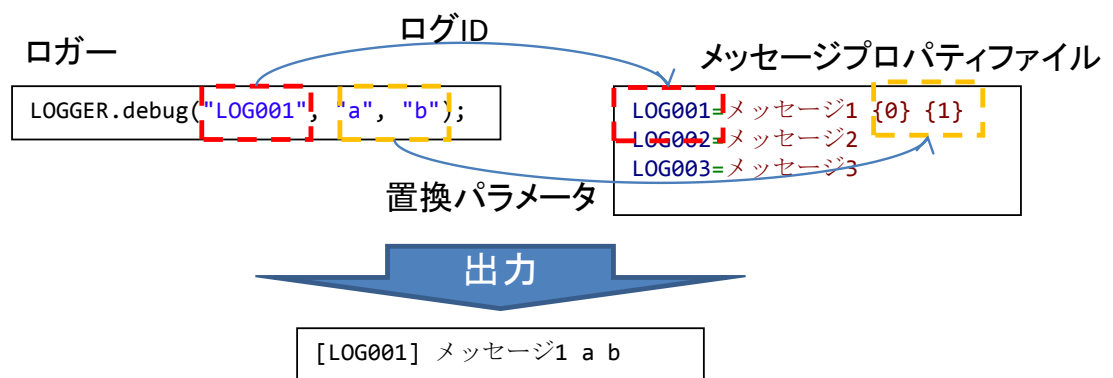 ログID
ロガー
メッセージプロパティファイル
LOGGER.debug("LOG001", "a", "b");
LOG001=メッセージ1 {0} {1}
LOG002=メッセージ2
LOG003=メッセージ3
置換パラメータ
出力
[LOG001] メッセージ1 a b